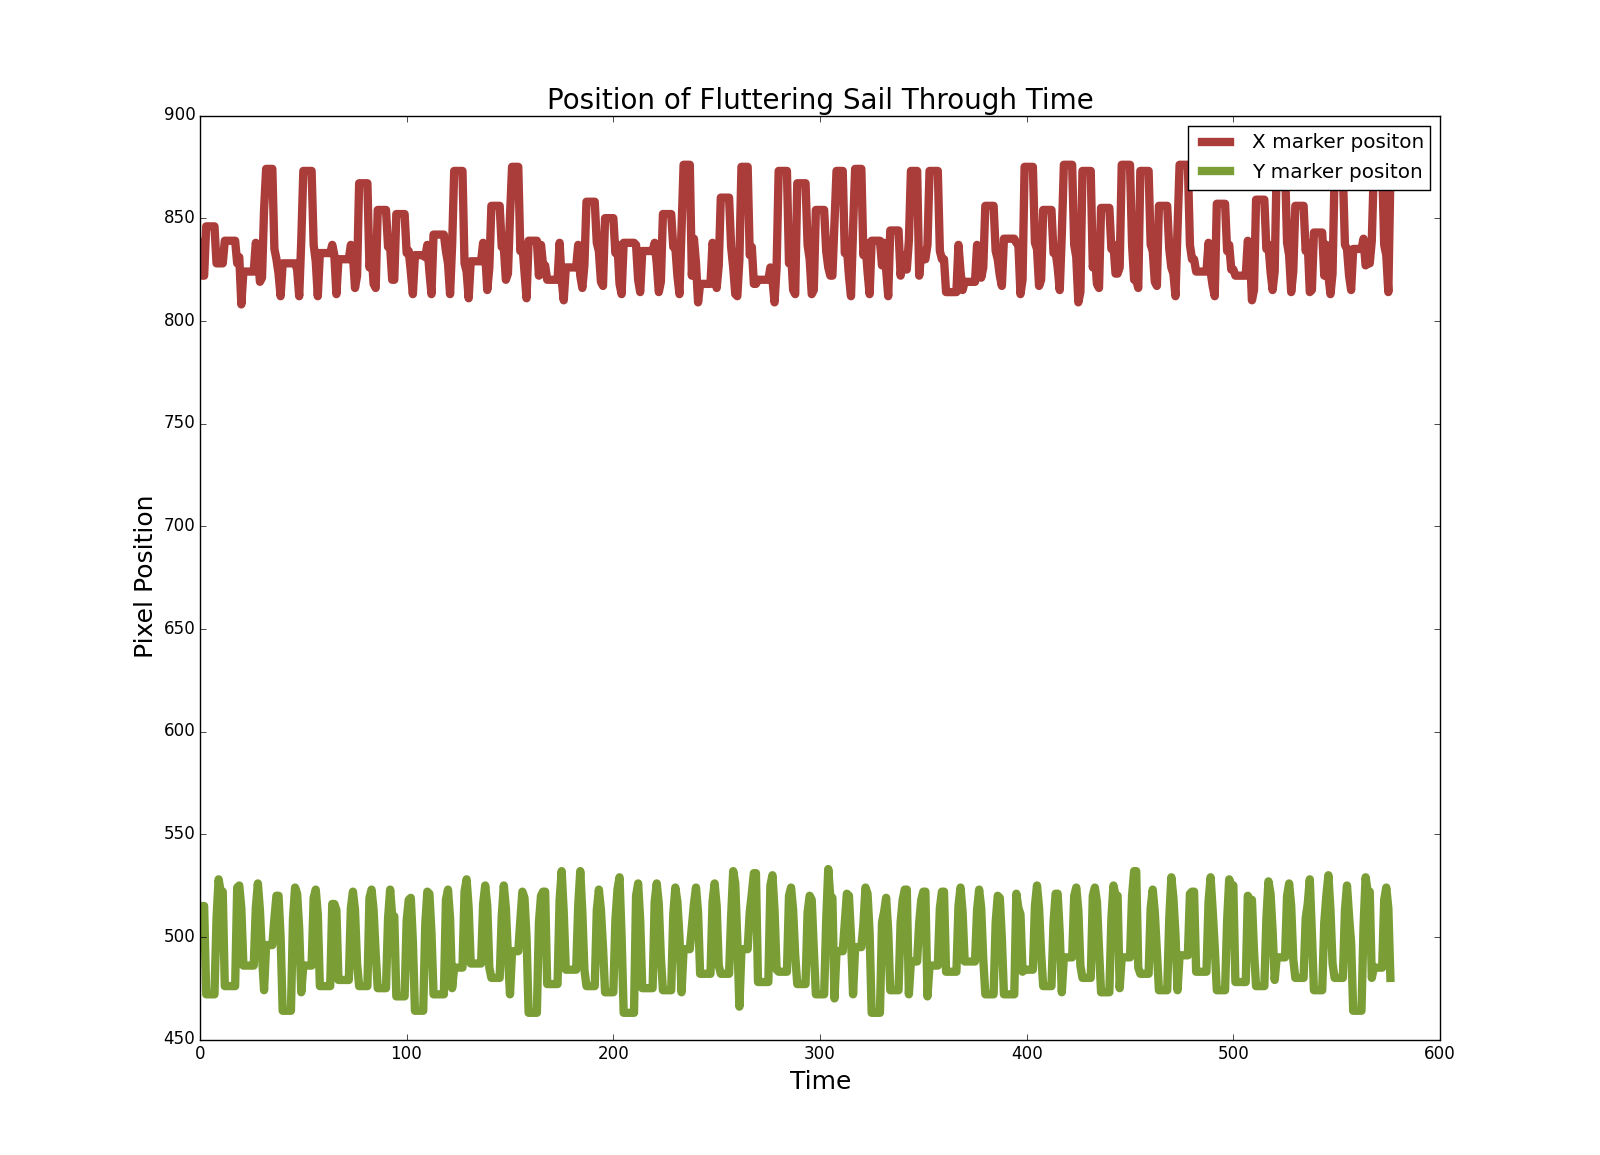 Position of Fluttering Sail Through Time
X marker positon
Y marker positon
900
850
800
750
700
650
600
550
500
450
Pixel Position
0 100 200 300 400 500 600
Time